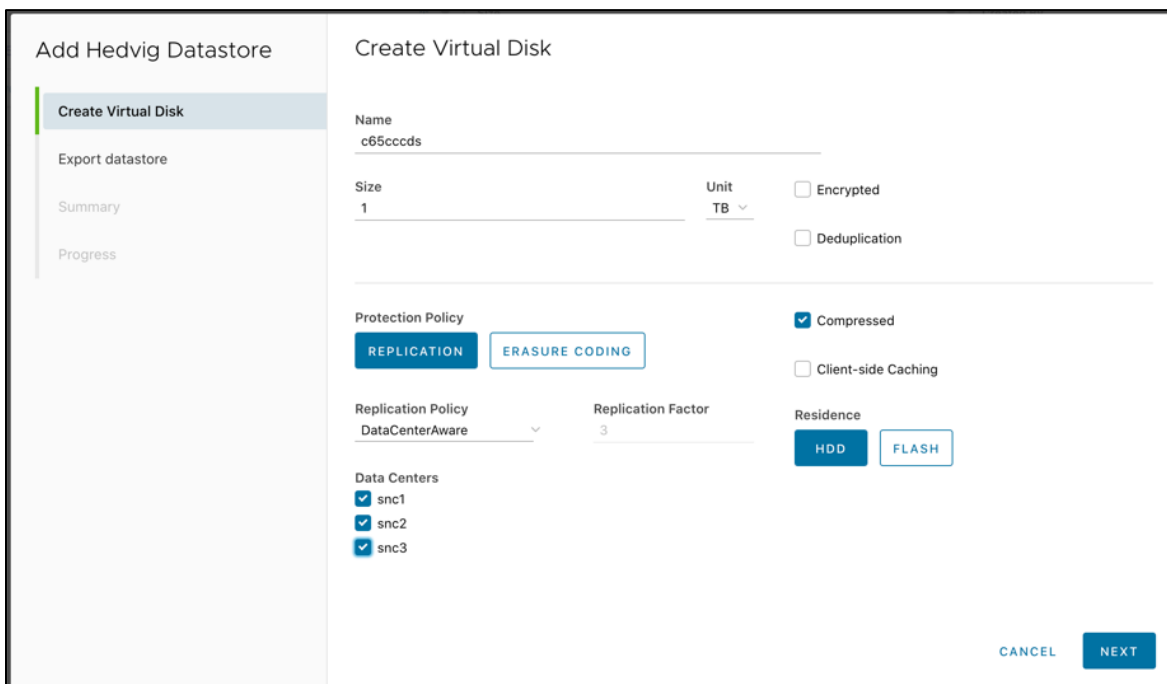 Add Hedvig Datastore
Create Virtual Disk
Export datastore
Summary
Progress
Create Virtual Disk
Name
c65cccds
Size
1
Unit
TB
Encrypted
Deduplication
Protection Policy
REPLICATION
ERASURE CODING
Compressed
Client-side Caching
Replication Policy
DataCenterAware
Replication Factor
3
Residence
HDD
FLASH
Data Centers
snc1
snc2
snc3
CANCEL
NEXT